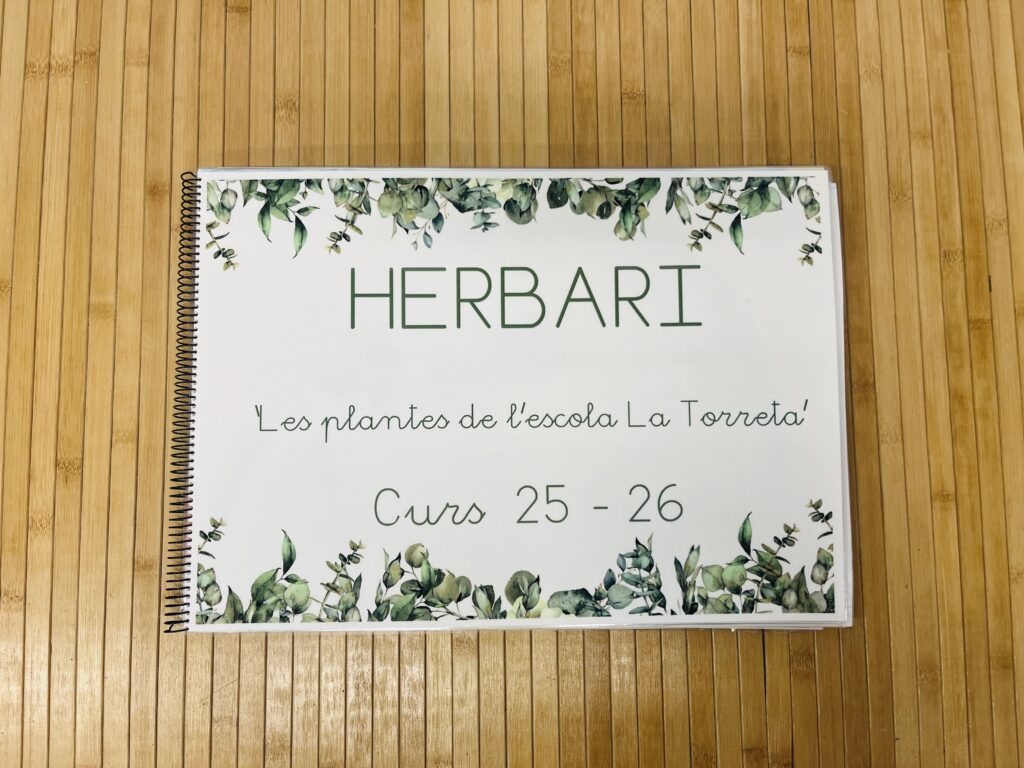 HERBARI
'Les plantes de l'escola La Torreta'
Curs 25 - 26